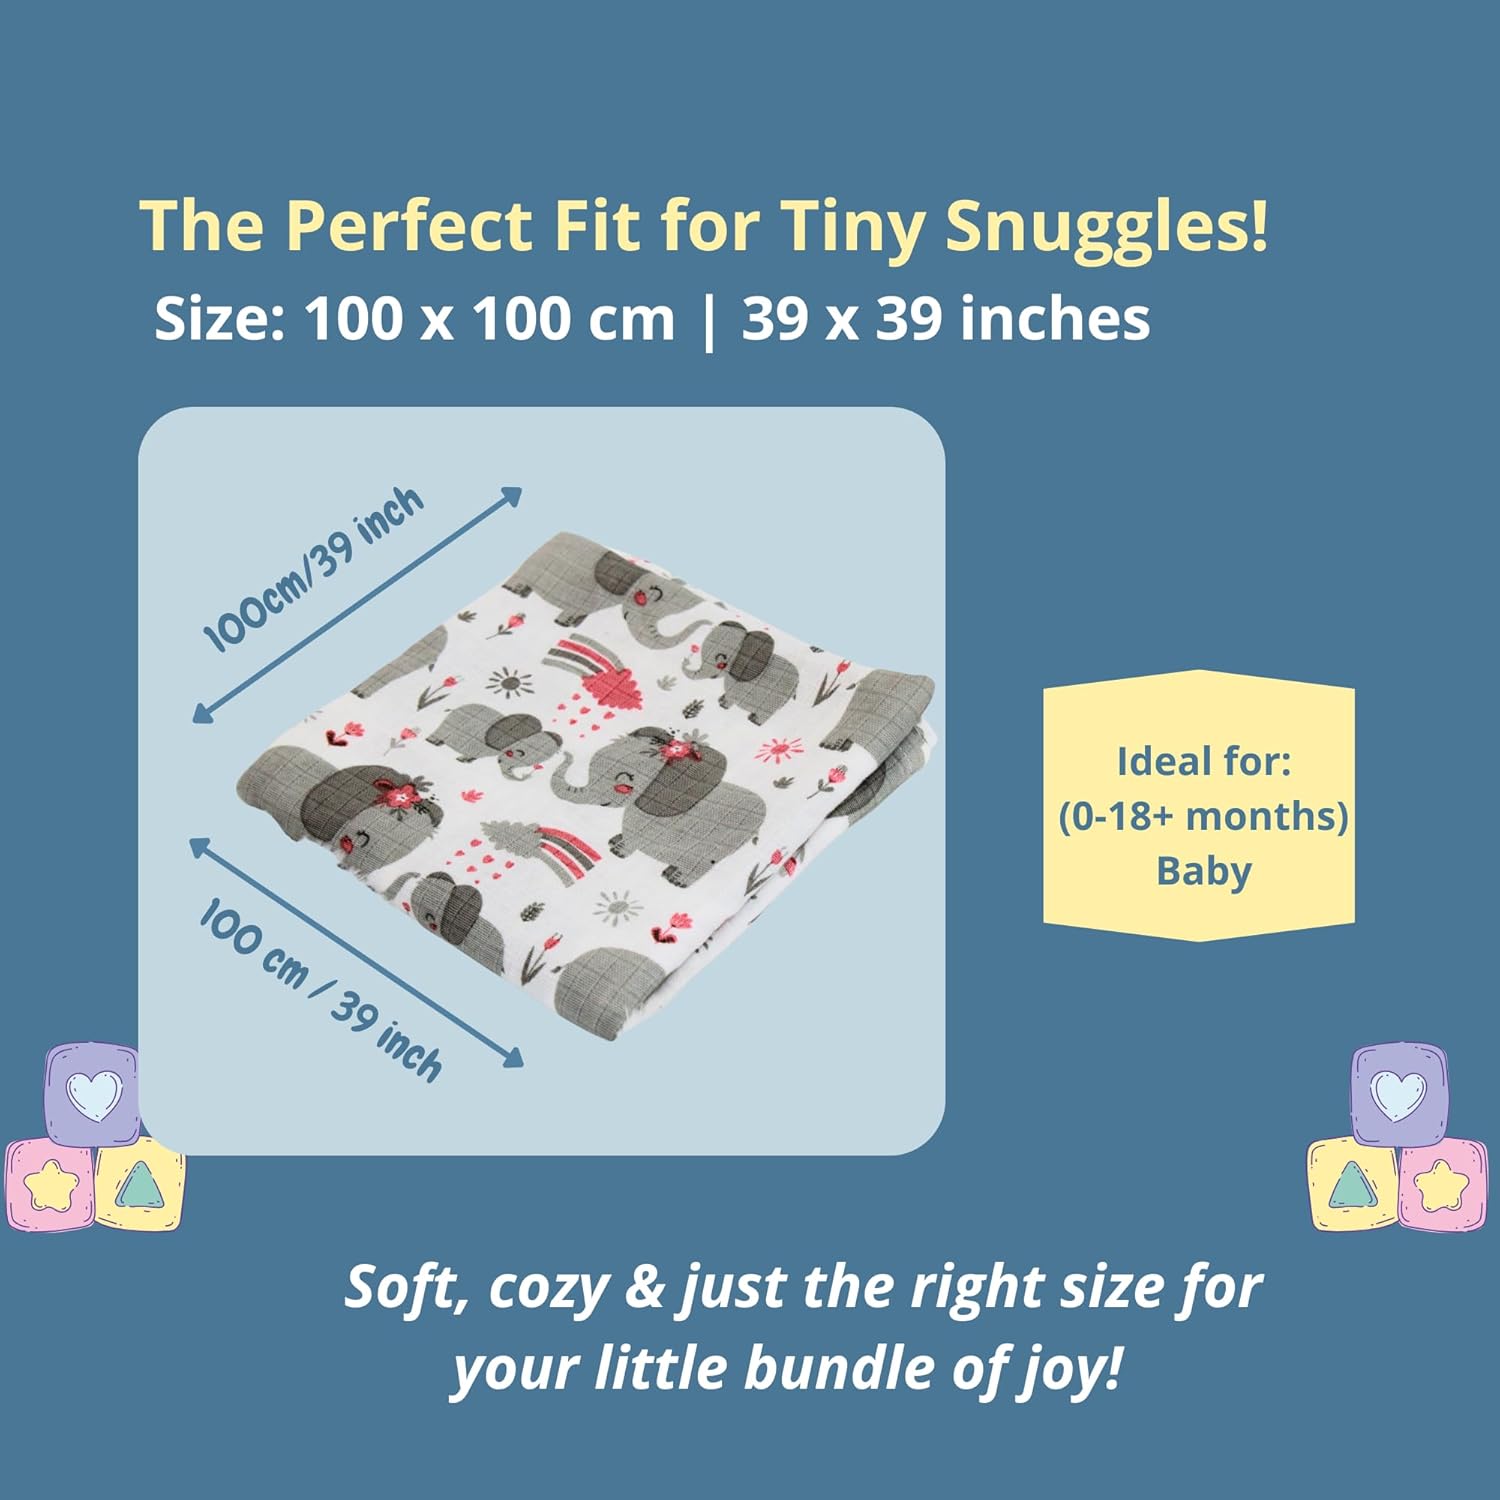 The Perfect Fit for Tiny Snuggles!
Size: 100 x 100 cm | 39 x 39 inches
100cm/39 inch
100 cm / 39 inch
Ideal for:
(0-18+ months)
Baby
Soft, cozy & just the right size for
your little bundle of joy!